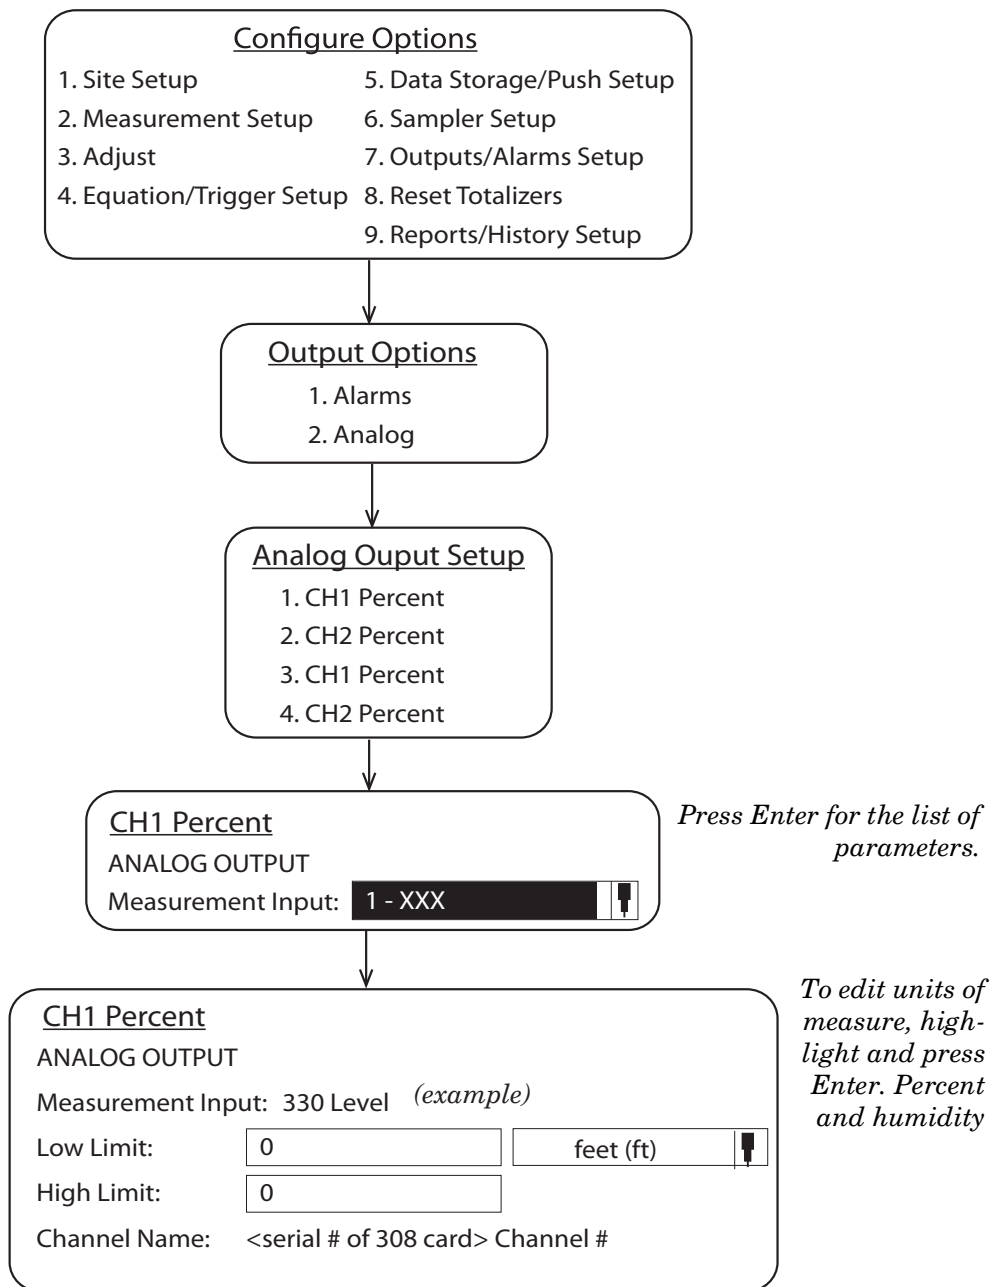 Configure Options
1. Site Setup
2. Measurement Setup
3. Adjust
4. Equation/Trigger Setup
5. Data Storage/Push Setup
6. Sampler Setup
7. Outputs/Alarms Setup
8. Reset Totalizers
9. Reports/History Setup
Output Options
1. Alarms
2. Analog
Analog Ouput Setup
1. CH1 Percent
2. CH2 Percent
3. CH1 Percent
4. CH2 Percent
CH1 Percent
ANALOG OUTPUT
Measurement Input: 1 - XXX
Press Enter for the list of
parameters.
CH1 Percent
ANALOG OUTPUT
Measurement Input: 330 Level (example)
Low Limit: 0 feet (ft)
High Limit: 0
Channel Name: <serial # of 308 card> Channel #
To edit units of
measure, high-
light and press
Enter. Percent
and humidity